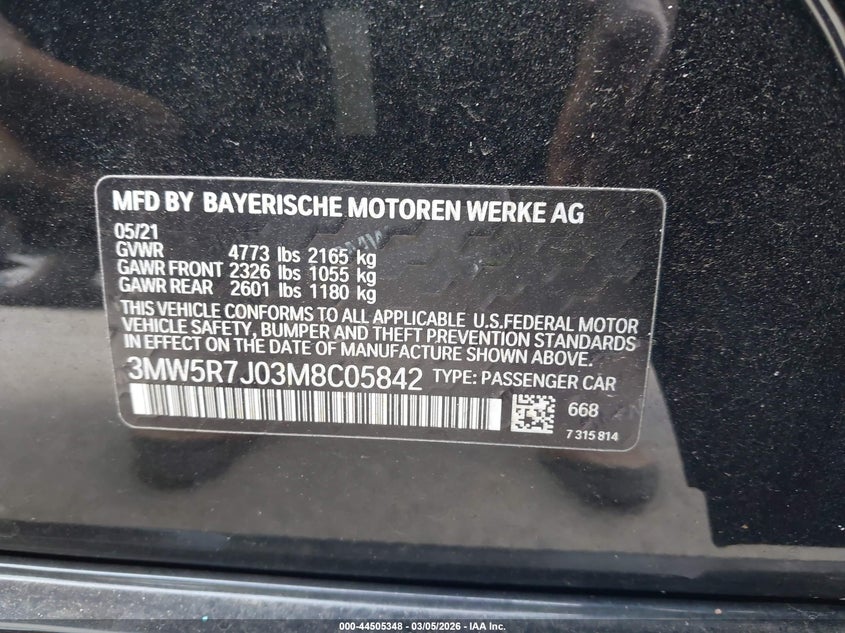 MFD BY BAYERISCHE MOTOREN WERKE AG
05/21
GVWR 4773 lbs 2165 kg
GAWR FRONT 2326 lbs 1055 kg
GAWR REAR 2601 lbs 1180 kg
THIS VEHICLE CONFORMS TO ALL APPLICABLE U.S.FEDERAL MOTOR
VEHICLE SAFETY, BUMPER AND THEFT PREVENTION STANDARDS
IN EFFECT ON THE DATE OF MANUFACTURE SHOWN ABOVE.
3MW5R7J03M8C05842 TYPE: PASSENGER CAR
668
7 315 814
000-44505348 - 03/05/2026 - IAA Inc.